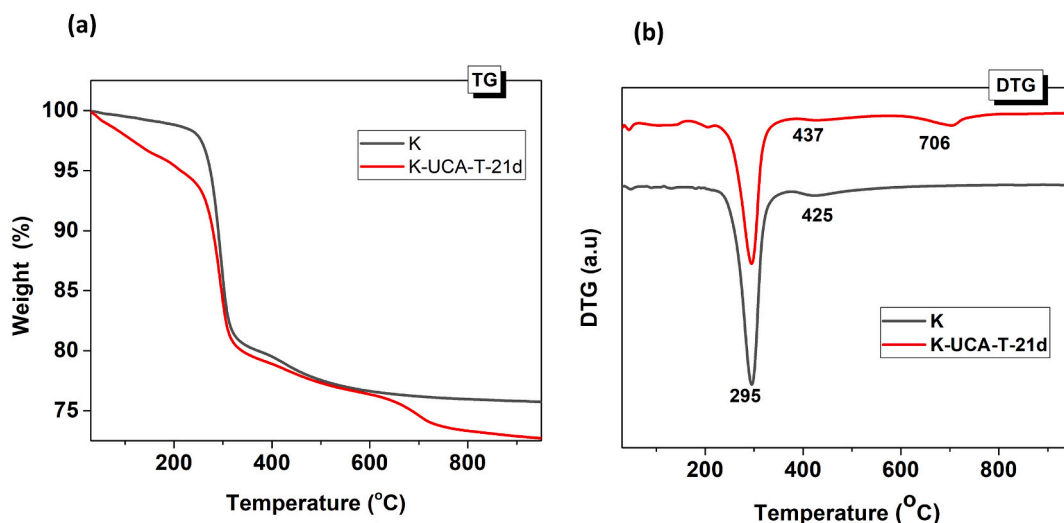 (a)
TG
K
K-UCA-T-21d
100
95
90
85
80
75
Weight (%)
200
400
600
800
Temperature (°C)
(b)
DTG
437
706
425
K
K-UCA-T-21d
295
DTG (a.u)
200
400
600
800
Temperature (°C)